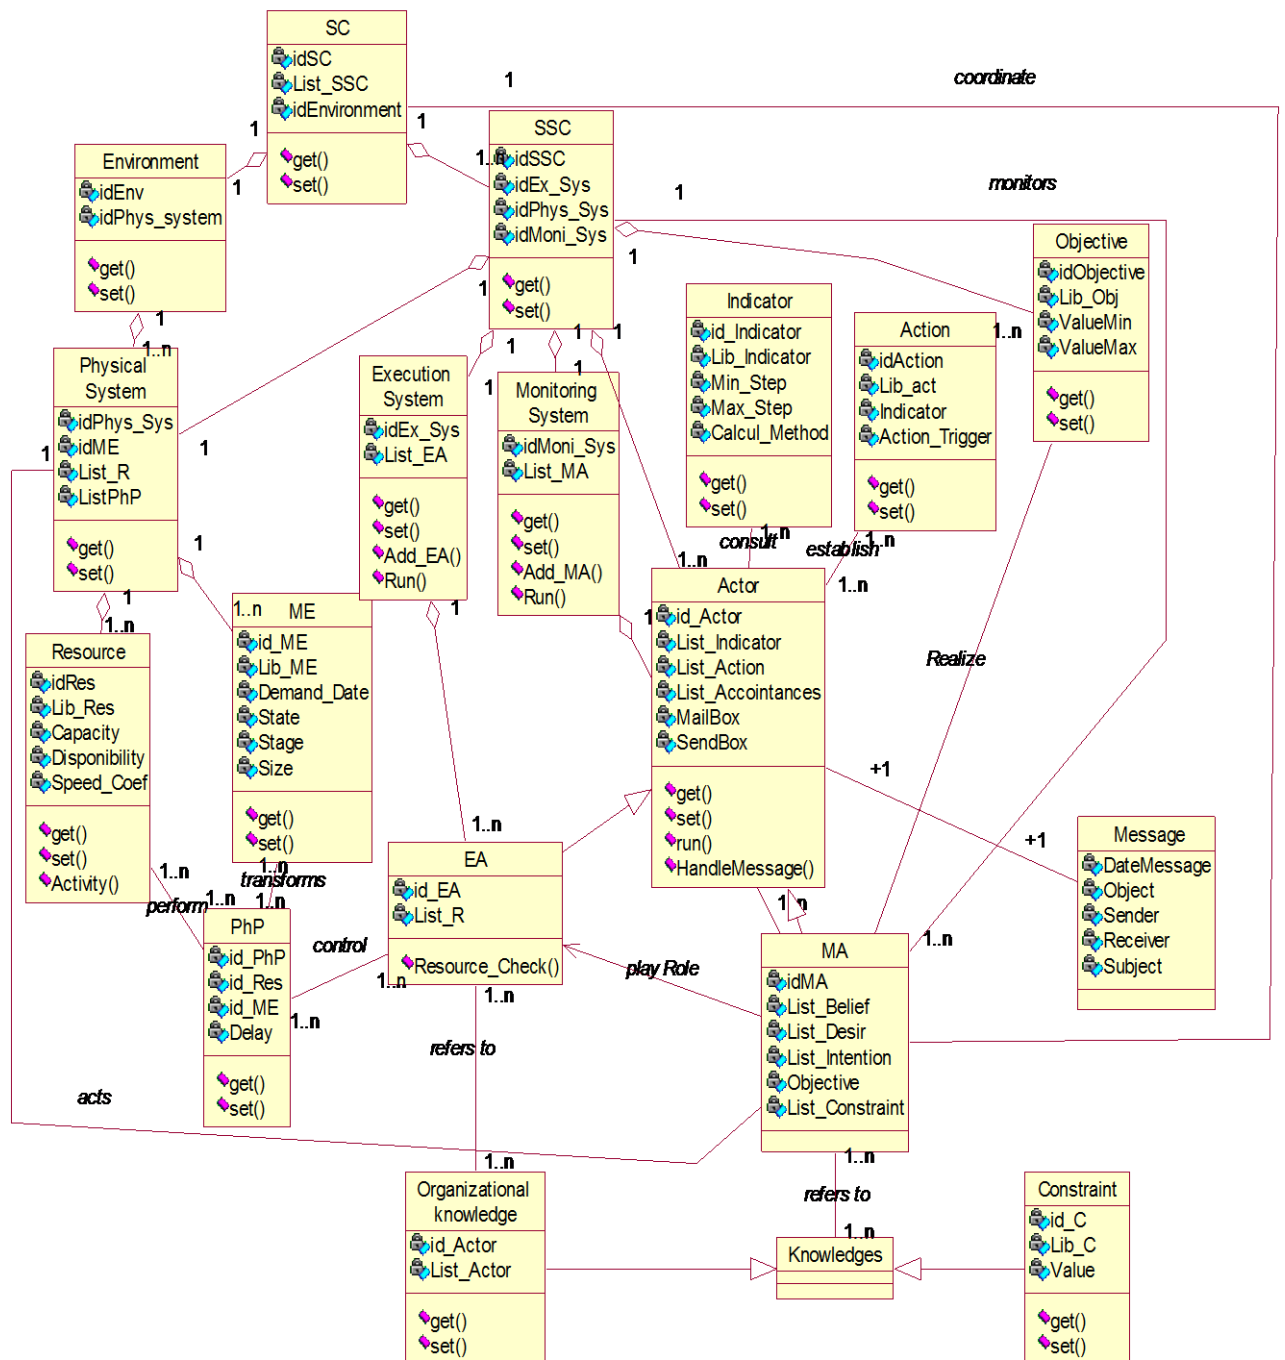 SC
idSC
List_SSC
idEnvironment
get()
set()
1
coordinate
1
1
1
1..n
SSC
idSSC
idEx_Sys
idPhys_Sys
idMoni_Sys
get()
set()
Environment
idEnv
idPhys_system
get()
set()
1
monitors
1
1
Objective
idObjective
Lib_Obj
ValueMin
ValueMax
get()
set()
1..n
1
1..n
1
1
1
1
1
1
Indicator
id_Indicator
Lib_Indicator
Min_Step
Max_Step
Calcul_Method
get()
set()
1..n
consult
Action
idAction
Lib_act
Indicator
Action_Trigger
get()
set()
1..n
establish
1..n
1..n
Physical
System
idPhys_Sys
idME
List_R
ListPhP
get()
set()
1
1
1
1..n
1..n
Execution
System
idEx_Sys
List_EA
get()
set()
Add_EA()
Run()
1
Monitoring
System
idMoni_Sys
List_MA
get()
set()
Add_MA()
Run()
1
Actor
id_Actor
List_Indicator
List_Action
List_Accointances
MailBox
SendBox
get()
set()
run()
HandleMessage()
Realize
+1
+1
1..n
Resource
idRes
Lib_Res
Capacity
Disponibility
Speed_Coef
get()
set()
Activity()
1..n
perform
1..n
ME
id_ME
Lib_ME
Demand_Date
State
Stage
Size
get()
set()
1..n
transforms
1..n
1..n
EA
id_EA
List_R
Resource_Check()
control
1..n
1..n
1..n
play Role
Message
DateMessage
Object
Sender
Receiver
Subject
PhP
id_PhP
id_Res
id_ME
Delay
get()
set()
MA
idMA
List_Belief
List_Desir
List_Intention
Objective
List_Constraint
1..n
1..n
refers to
acts
1..n
refers to
1..n
Organizational
knowledge
id_Actor
List_Actor
get()
set()
Knowledges
Constraint
id_C
Lib_C
Value
get()
set()